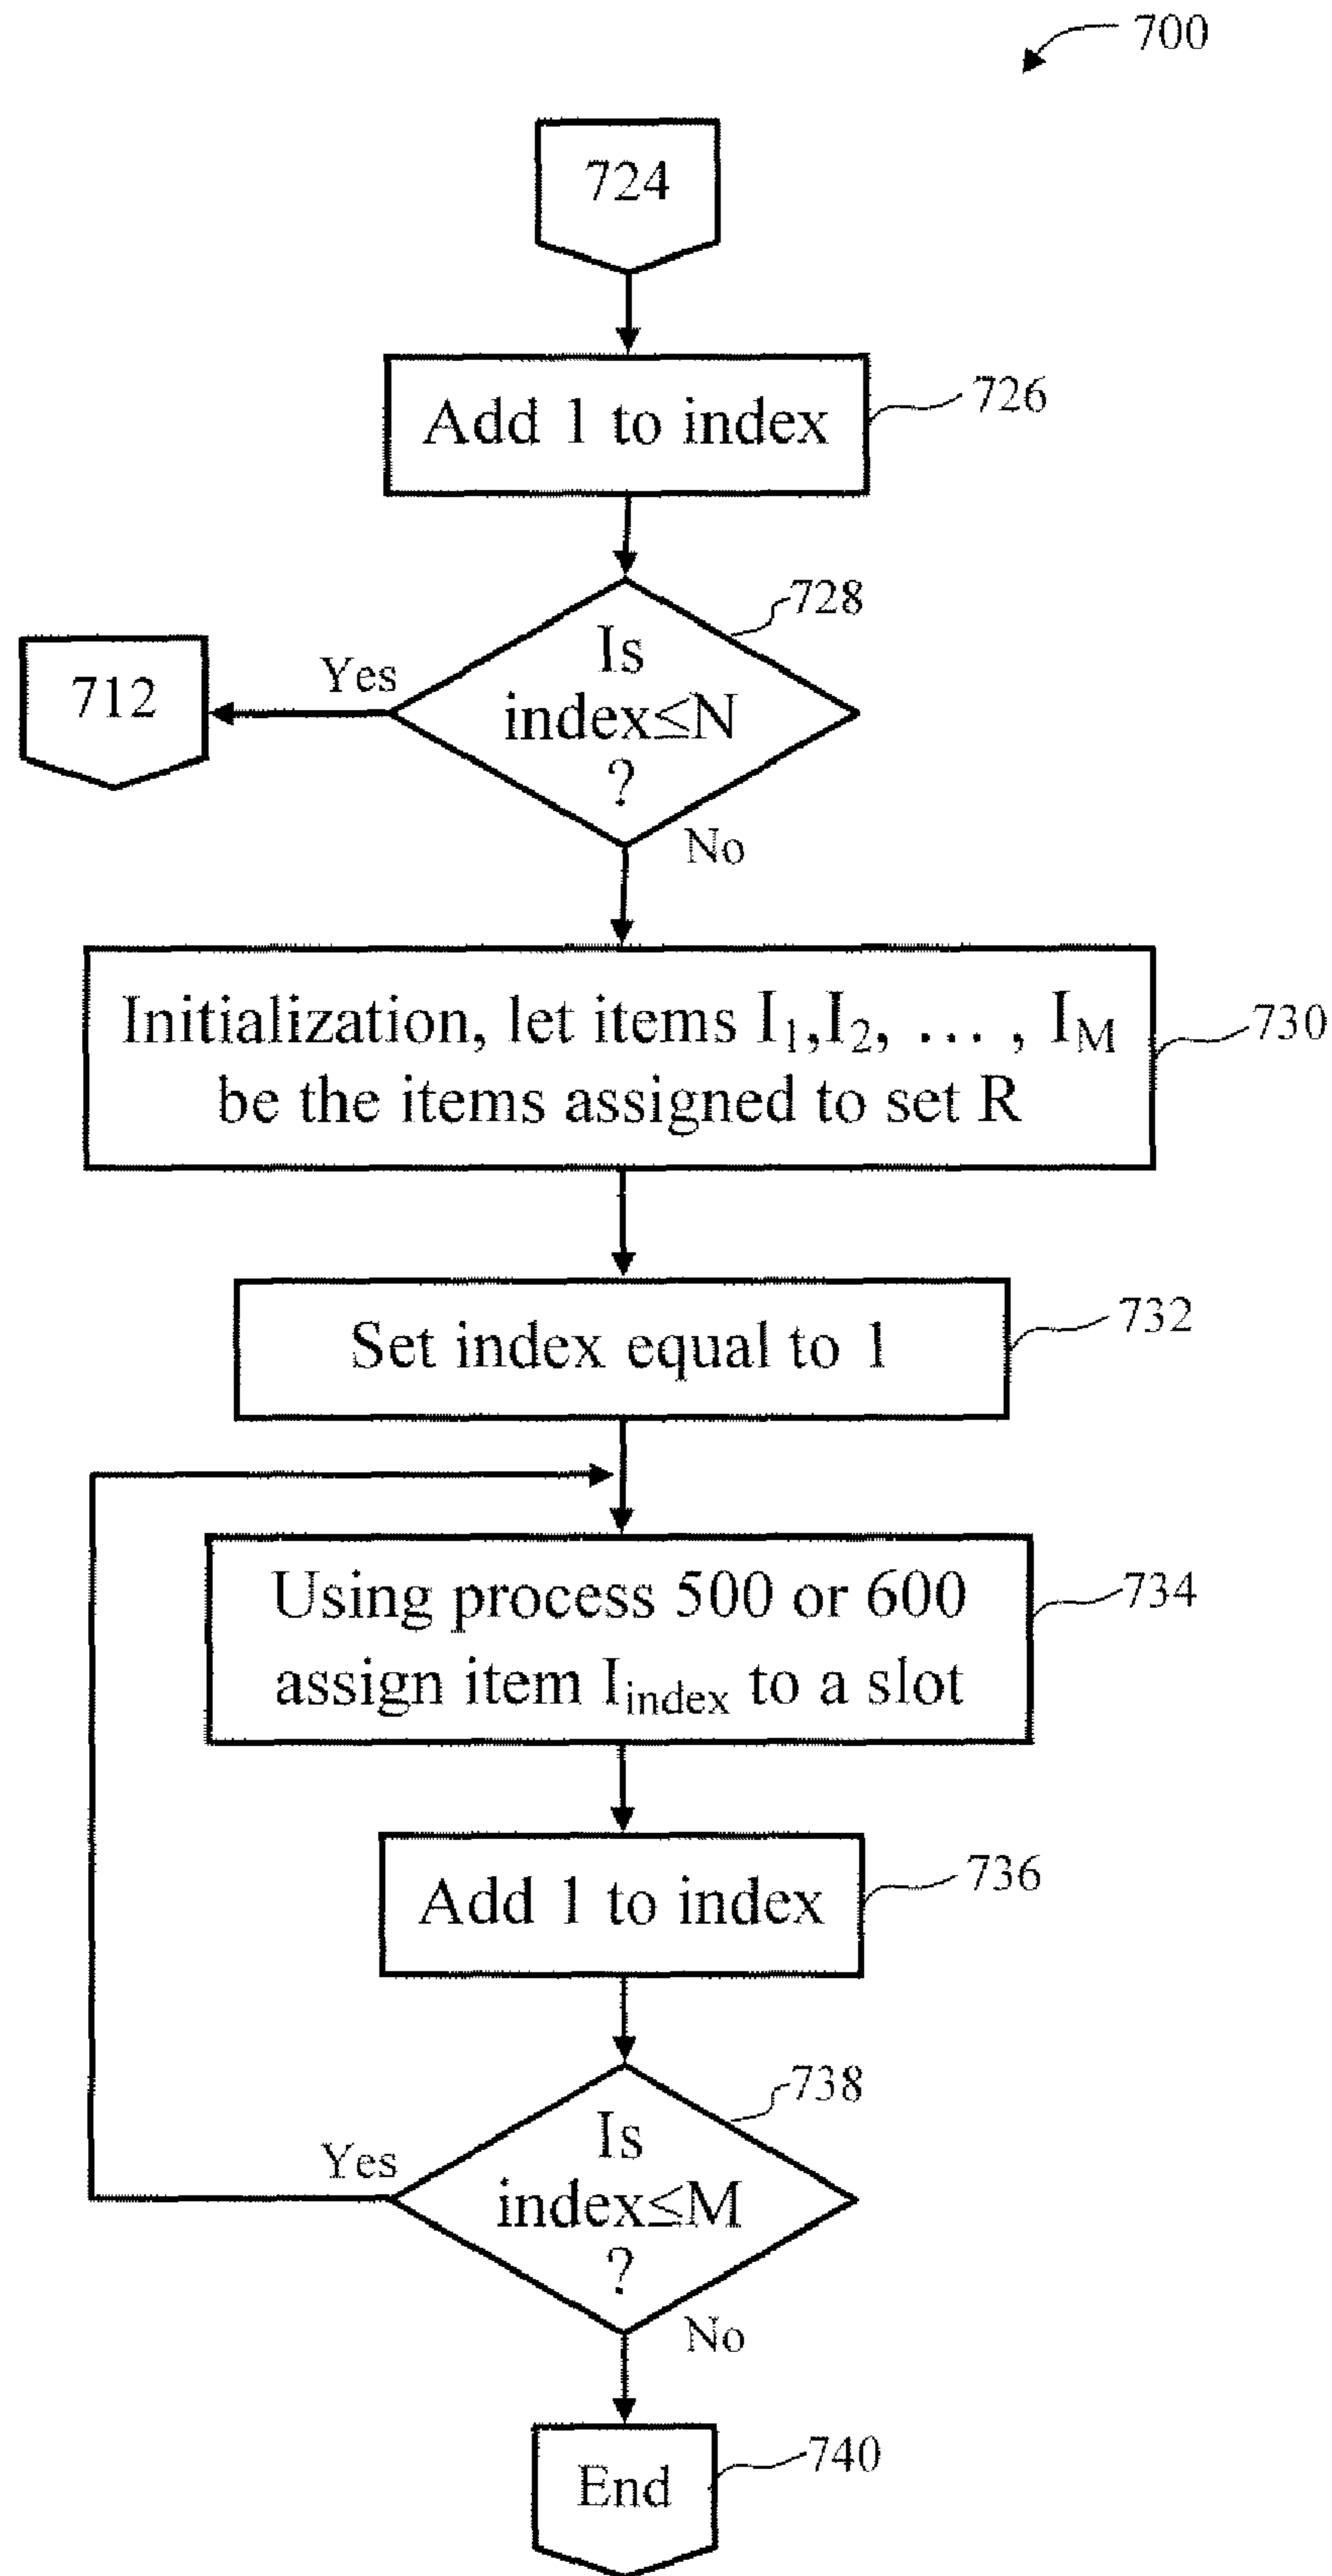 700
724
Add 1 to index
726
728
Is
index≤N
?
Yes
712
No
Initialization, let items I₁,I₂, … , I_M
be the items assigned to set R
730
Set index equal to 1
732
Using process 500 or 600
assign item I_index to a slot
734
Add 1 to index
736
738
Is
index≤M
?
Yes
No
End
740